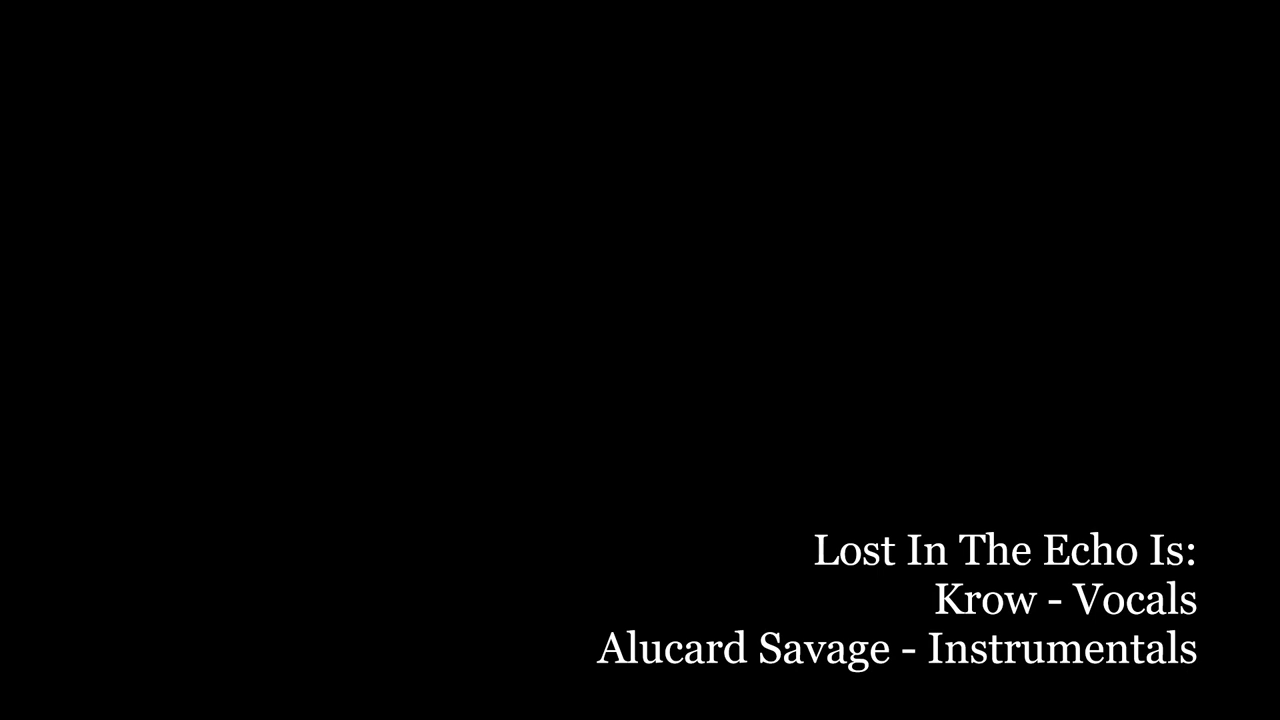 Lost In The Echo Is:
Krow - Vocals
Alucard Savage - Instrumentals